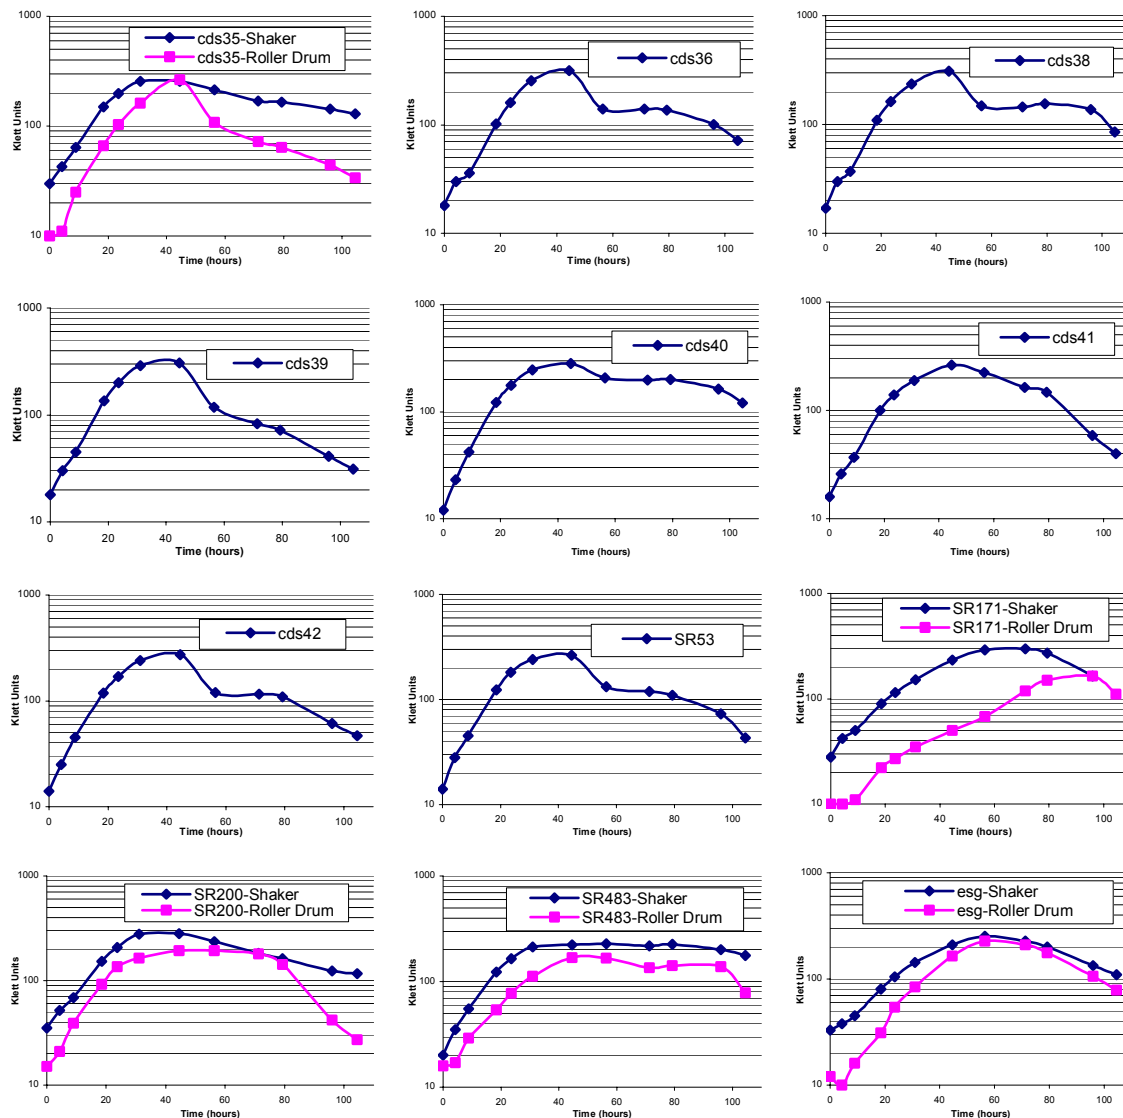 1000
100
10
Klett Units
cds35-Shaker
cds35-Roller Drum
0 20 40 60 80 100
Time (hours)
1000
100
10
Klett Units
cds36
0 20 40 60 80 100
Time (hours)
1000
100
10
Klett Units
cds38
0 20 40 60 80 100
Time (hours)
1000
100
10
Klett Units
cds39
0 20 40 60 80 100
Time (hours)
1000
100
10
Klett Units
cds40
0 20 40 60 80 100
Time (hours)
1000
100
10
Klett Units
cds41
0 20 40 60 80 100
Time (hours)
1000
100
10
Klett Units
cds42
0 20 40 60 80 100
Time (hours)
1000
100
10
Klett Units
SR53
0 20 40 60 80 100
Time (hours)
1000
100
10
Klett Units
SR171-Shaker
SR171-Roller Drum
0 20 40 60 80 100
Time (hours)
1000
100
10
Klett Units
SR200-Shaker
SR200-Roller Drum
0 20 40 60 80 100
Time (hours)
1000
100
10
Klett Units
SR483-Shaker
SR483-Roller Drum
0 20 40 60 80 100
Time (hours)
1000
100
10
Klett Units
esg-Shaker
esg-Roller Drum
0 20 40 60 80 100
Time (hours)